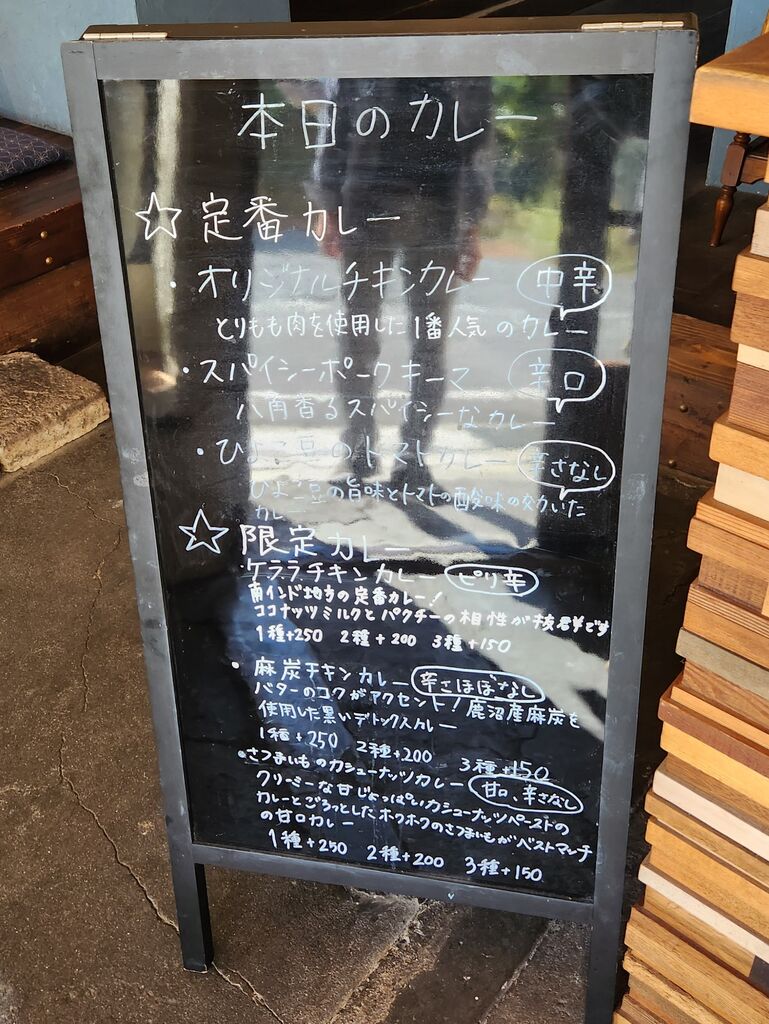 本日のカレー
☆定番カレー
・オリジナルチキンカレー 中辛
とりもも肉を使用した1番人気のカレー
・スパイシーポークキーマ 辛口
八角香るスパイシーなカレー
・ひよこ豆のトマトカレー 辛さなし
ひよこ豆の旨味とトマトの酸味の効いた
カレー
☆限定カレー
・ケララチキンカレー ピリ辛
南インド地方の定番カレー!
ココナッツミルクとパクチーの相性が抜群です
1種+250 2種+200 3種+150
・麻炭チキンカレー 辛さほぼなし
バターのコクがアクセント!鹿沼産麻炭を
使用した黒いデトックスカレー
1種+250 2種+200 3種+150
・さつまいものカシューナッツカレー 甘口、辛さなし
クリーミーな甘じょっぱいカシューナッツペーストの
カレーとごろっとしたホクホクのさつまいもがベストマッチ
の甘口カレー
1種+250 2種+200 3種+150